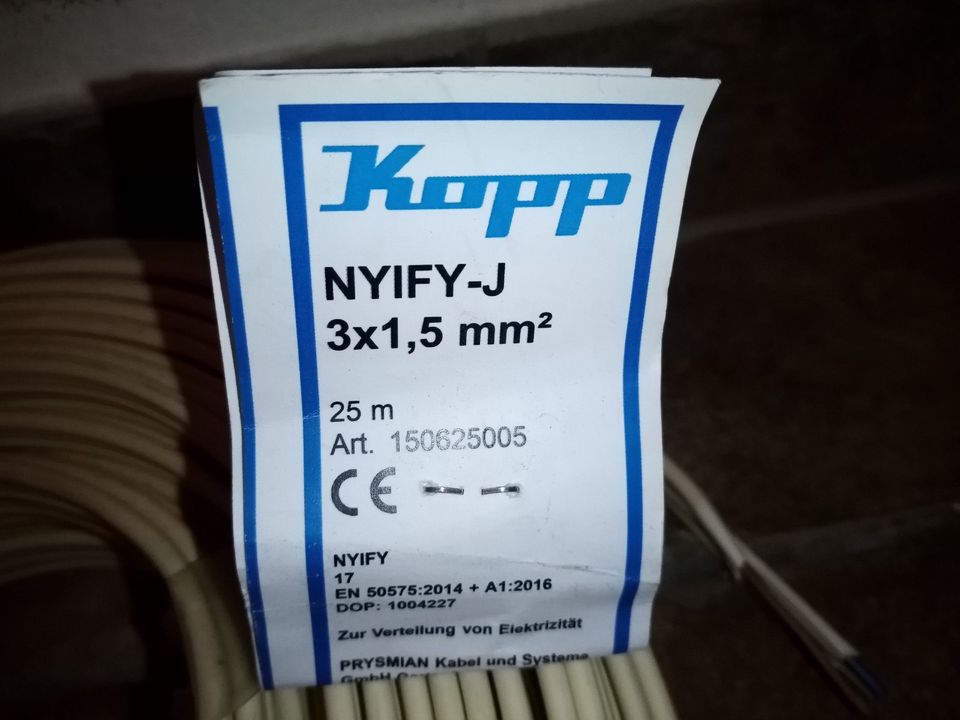 Kopp
NYIFY-J
3x1,5 mm²
25 m
Art. 150625005
CE
NYIFY
17
EN 50575:2014 + A1:2016
DOP: 1004227
Zur Verteilung von Elektrizität
PRYSMIAN Kabel und Systeme
GmbH